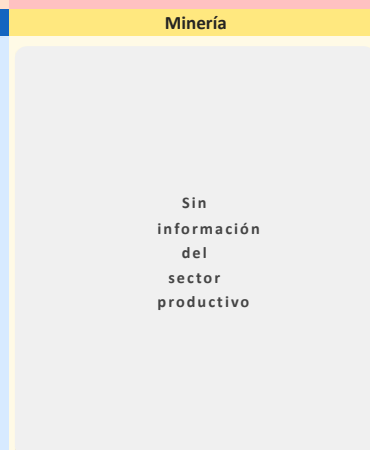 Minería
Sin
información
del
sector
productivo